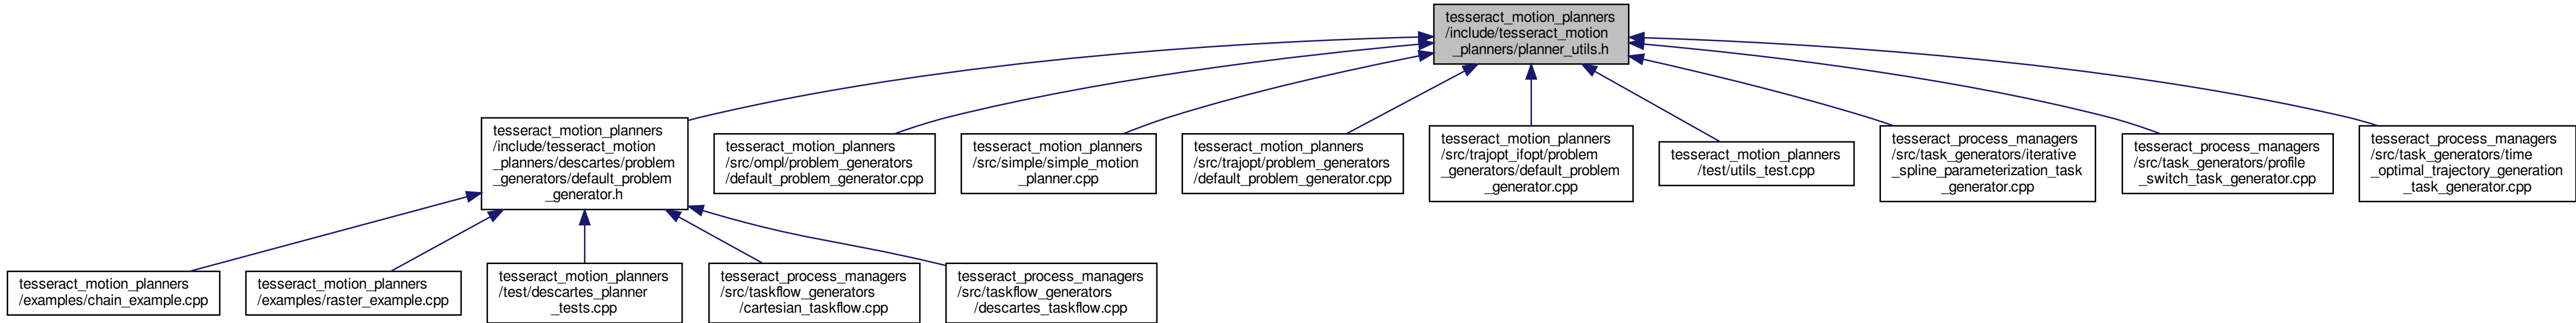 tesseract_motion_planners
/include/tesseract_motion
_planners/planner_utils.h
tesseract_motion_planners
/include/tesseract_motion
_planners/descartes/problem
_generators/default_problem
_generator.h
tesseract_motion_planners
/src/ompl/problem_generators
/default_problem_generator.cpp
tesseract_motion_planners
/src/simple/simple_motion
_planner.cpp
tesseract_motion_planners
/src/trajopt/problem_generators
/default_problem_generator.cpp
tesseract_motion_planners
/src/trajopt_ifopt/problem
_generators/default_problem
_generator.cpp
tesseract_motion_planners
/test/utils_test.cpp
tesseract_process_managers
/src/task_generators/iterative
_spline_parameterization_task
_generator.cpp
tesseract_process_managers
/src/task_generators/profile
_switch_task_generator.cpp
tesseract_process_managers
/src/task_generators/time
_optimal_trajectory_generation
_task_generator.cpp
tesseract_motion_planners
/examples/chain_example.cpp
tesseract_motion_planners
/examples/raster_example.cpp
tesseract_motion_planners
/test/descartes_planner
_tests.cpp
tesseract_process_managers
/src/taskflow_generators
/cartesian_taskflow.cpp
tesseract_process_managers
/src/taskflow_generators
/descartes_taskflow.cpp